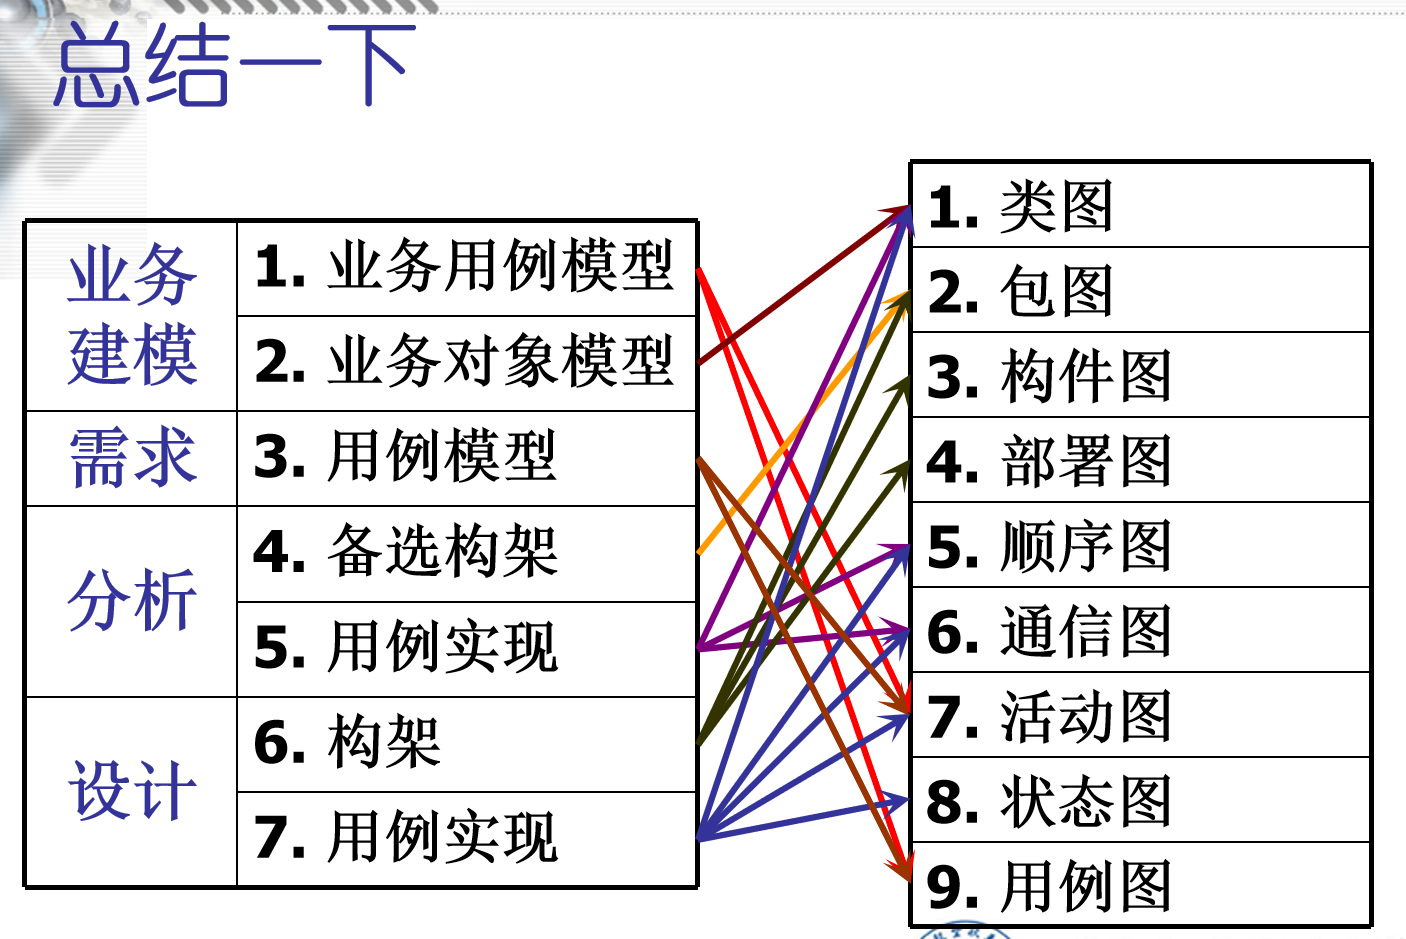 总结一下
业务
建模
1. 业务用例模型
2. 业务对象模型
需求
3. 用例模型
分析
4. 备选构架
5. 用例实现
设计
6. 构架
7. 用例实现
1. 类图
2. 包图
3. 构件图
4. 部署图
5. 顺序图
6. 通信图
7. 活动图
8. 状态图
9. 用例图